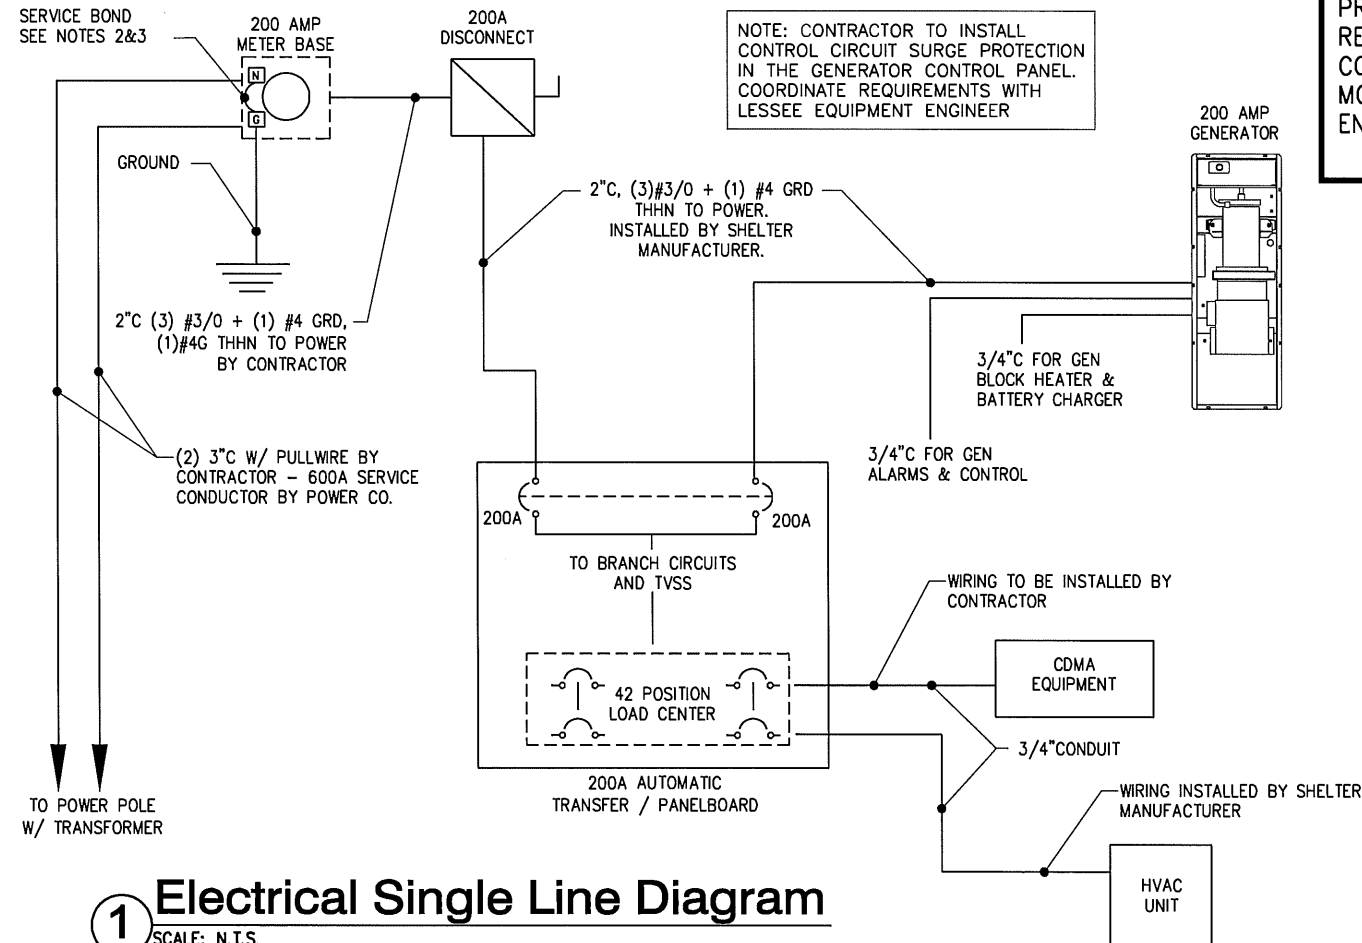 SERVICE BOND
SEE NOTES 2&3
200 AMP
METER BASE
N
G
200A
DISCONNECT
NOTE: CONTRACTOR TO INSTALL
CONTROL CIRCUIT SURGE PROTECTION
IN THE GENERATOR CONTROL PANEL.
COORDINATE REQUIREMENTS WITH
LESSEE EQUIPMENT ENGINEER
200 AMP
GENERATOR
GROUND
2"C, (3)#3/0 + (1) #4 GRD
THHN TO POWER.
INSTALLED BY SHELTER
MANUFACTURER.
2"C (3) #3/0 + (1) #4 GRD,
(1)#4G THHN TO POWER
BY CONTRACTOR
3/4"C FOR GEN
BLOCK HEATER &
BATTERY CHARGER
3/4"C FOR GEN
ALARMS & CONTROL
(2) 3"C W/ PULLWIRE BY
CONTRACTOR – 600A SERVICE
CONDUCTOR BY POWER CO.
200A
200A
TO BRANCH CIRCUITS
AND TVSS
WIRING TO BE INSTALLED BY
CONTRACTOR
42 POSITION
LOAD CENTER
CDMA
EQUIPMENT
3/4"CONDUIT
200A AUTOMATIC
TRANSFER / PANELBOARD
TO POWER POLE
W/ TRANSFORMER
WIRING INSTALLED BY SHELTER
MANUFACTURER
HVAC
UNIT
1
Electrical Single Line Diagram
SCALE: N.T.S.